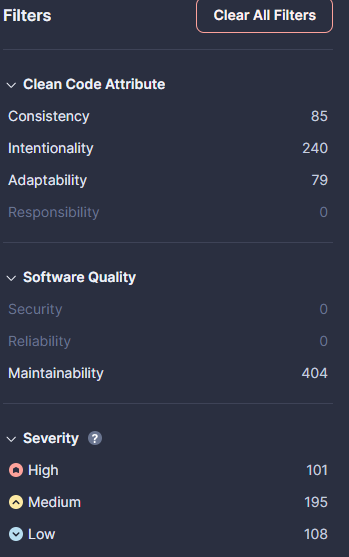 Filters
Clear All Filters
Clean Code Attribute
Consistency 85
Intentionality 240
Adaptability 79
Responsibility 0
Software Quality
Security 0
Reliability 0
Maintainability 404
Severity ?
High 101
Medium 195
Low 108